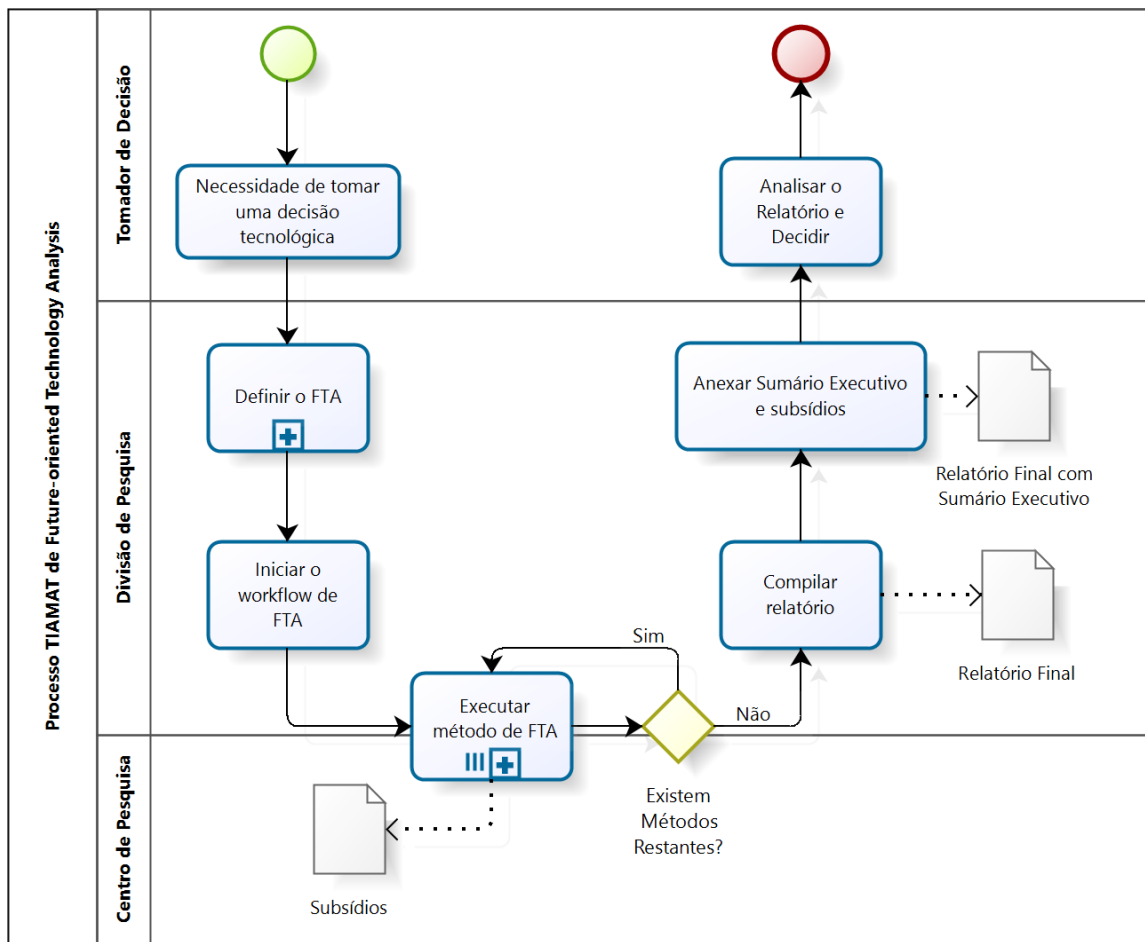 Processo TIAMAT de Future-oriented Technology Analysis
Tomador de Decisão
Necessidade de tomar
uma decisão
tecnológica
Analisar o
Relatório e
Decidir
Divisão de Pesquisa
Definir o FTA
Anexar Sumário Executivo
e subsídios
Relatório Final com
Sumário Executivo
Iniciar o
workflow de
FTA
Compilar
relatório
Relatório Final
Sim
Executar
método de FTA
Não
Centro de Pesquisa
Existem
Métodos
Restantes?
Subsídios